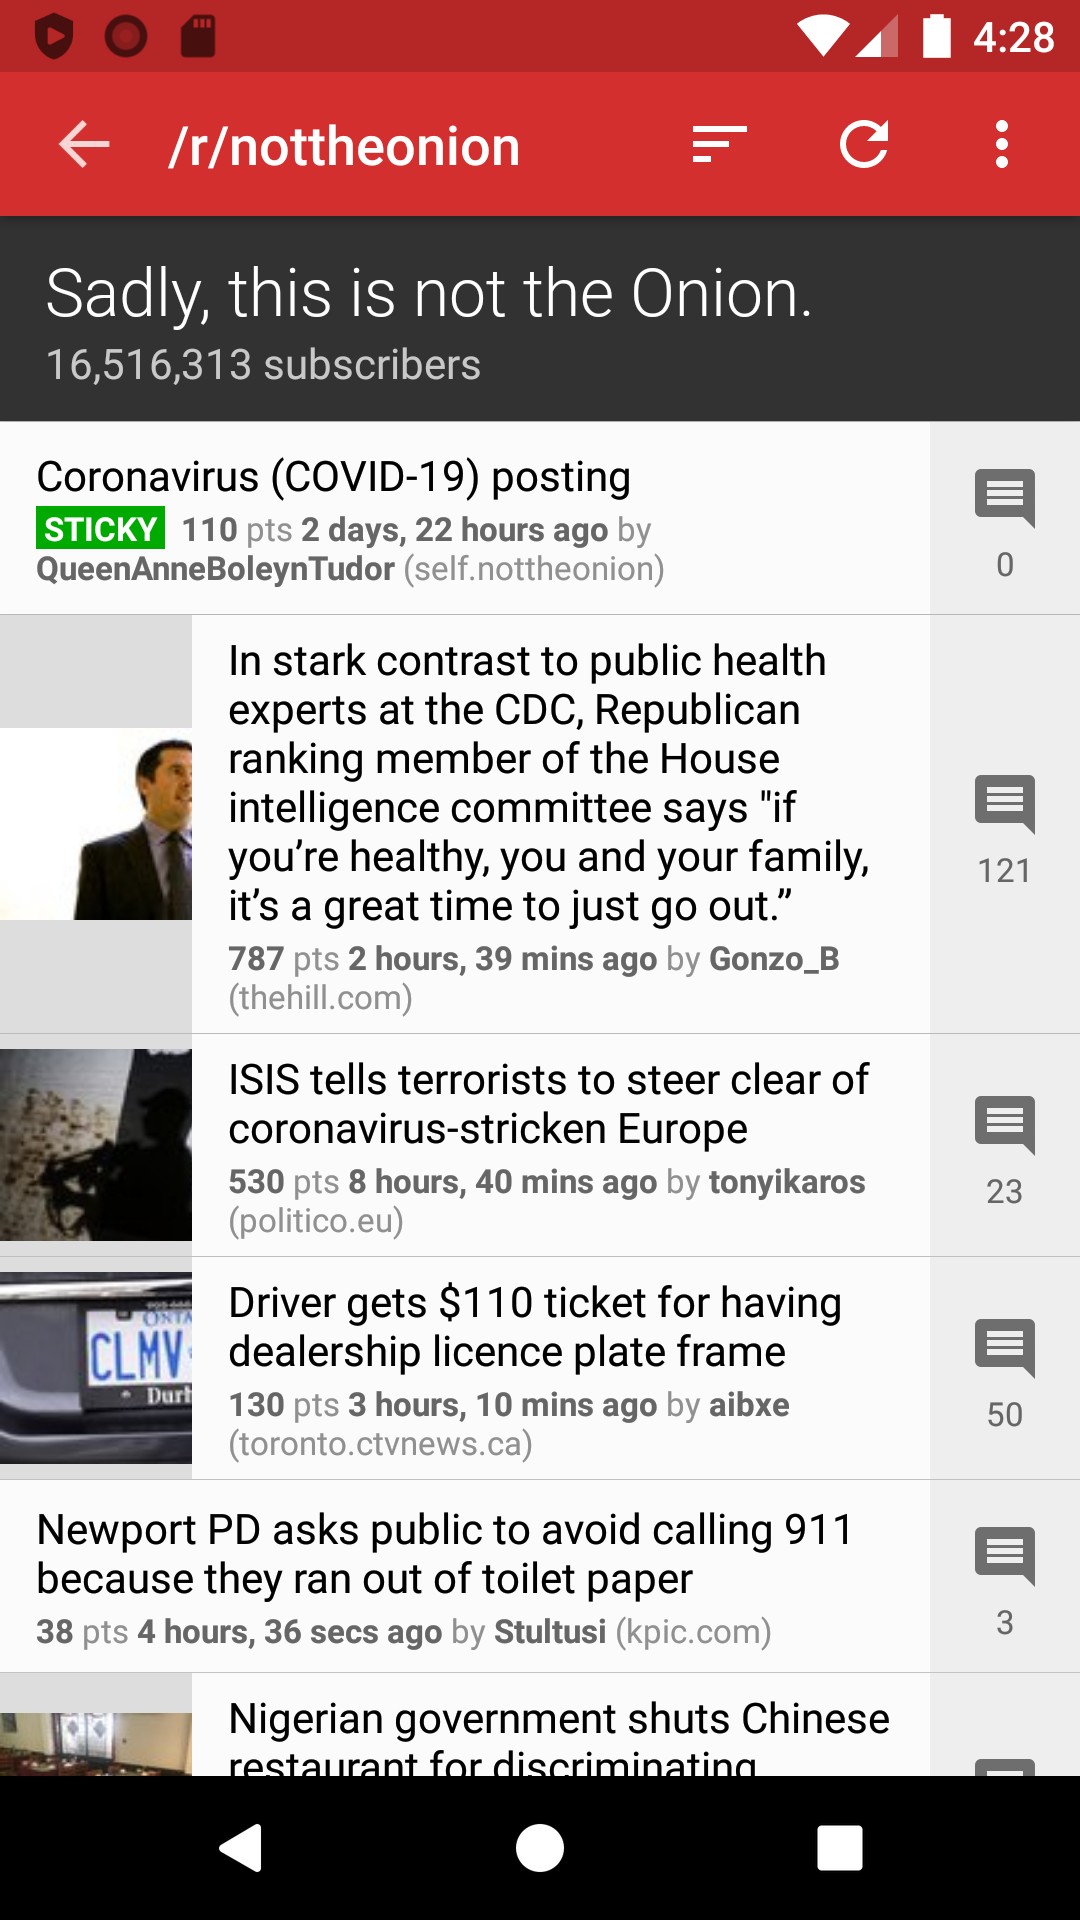 4:28
/r/nottheonion
Sadly, this is not the Onion.
16,516,313 subscribers
Coronavirus (COVID-19) posting
STICKY 110 pts 2 days, 22 hours ago by
QueenAnneBoleynTudor (self.nottheonion)
0
In stark contrast to public health
experts at the CDC, Republican
ranking member of the House
intelligence committee says "if
you’re healthy, you and your family,
it’s a great time to just go out.”
787 pts 2 hours, 39 mins ago by Gonzo_B
(thehill.com)
121
ISIS tells terrorists to steer clear of
coronavirus-stricken Europe
530 pts 8 hours, 40 mins ago by tonyikaros
(politico.eu)
23
CLMV
Driver gets $110 ticket for having
dealership licence plate frame
130 pts 3 hours, 10 mins ago by aibxe
(toronto.ctvnews.ca)
50
Newport PD asks public to avoid calling 911
because they ran out of toilet paper
38 pts 4 hours, 36 secs ago by Stultusi (kpic.com)
3
Nigerian government shuts Chinese
restaurant for discriminating